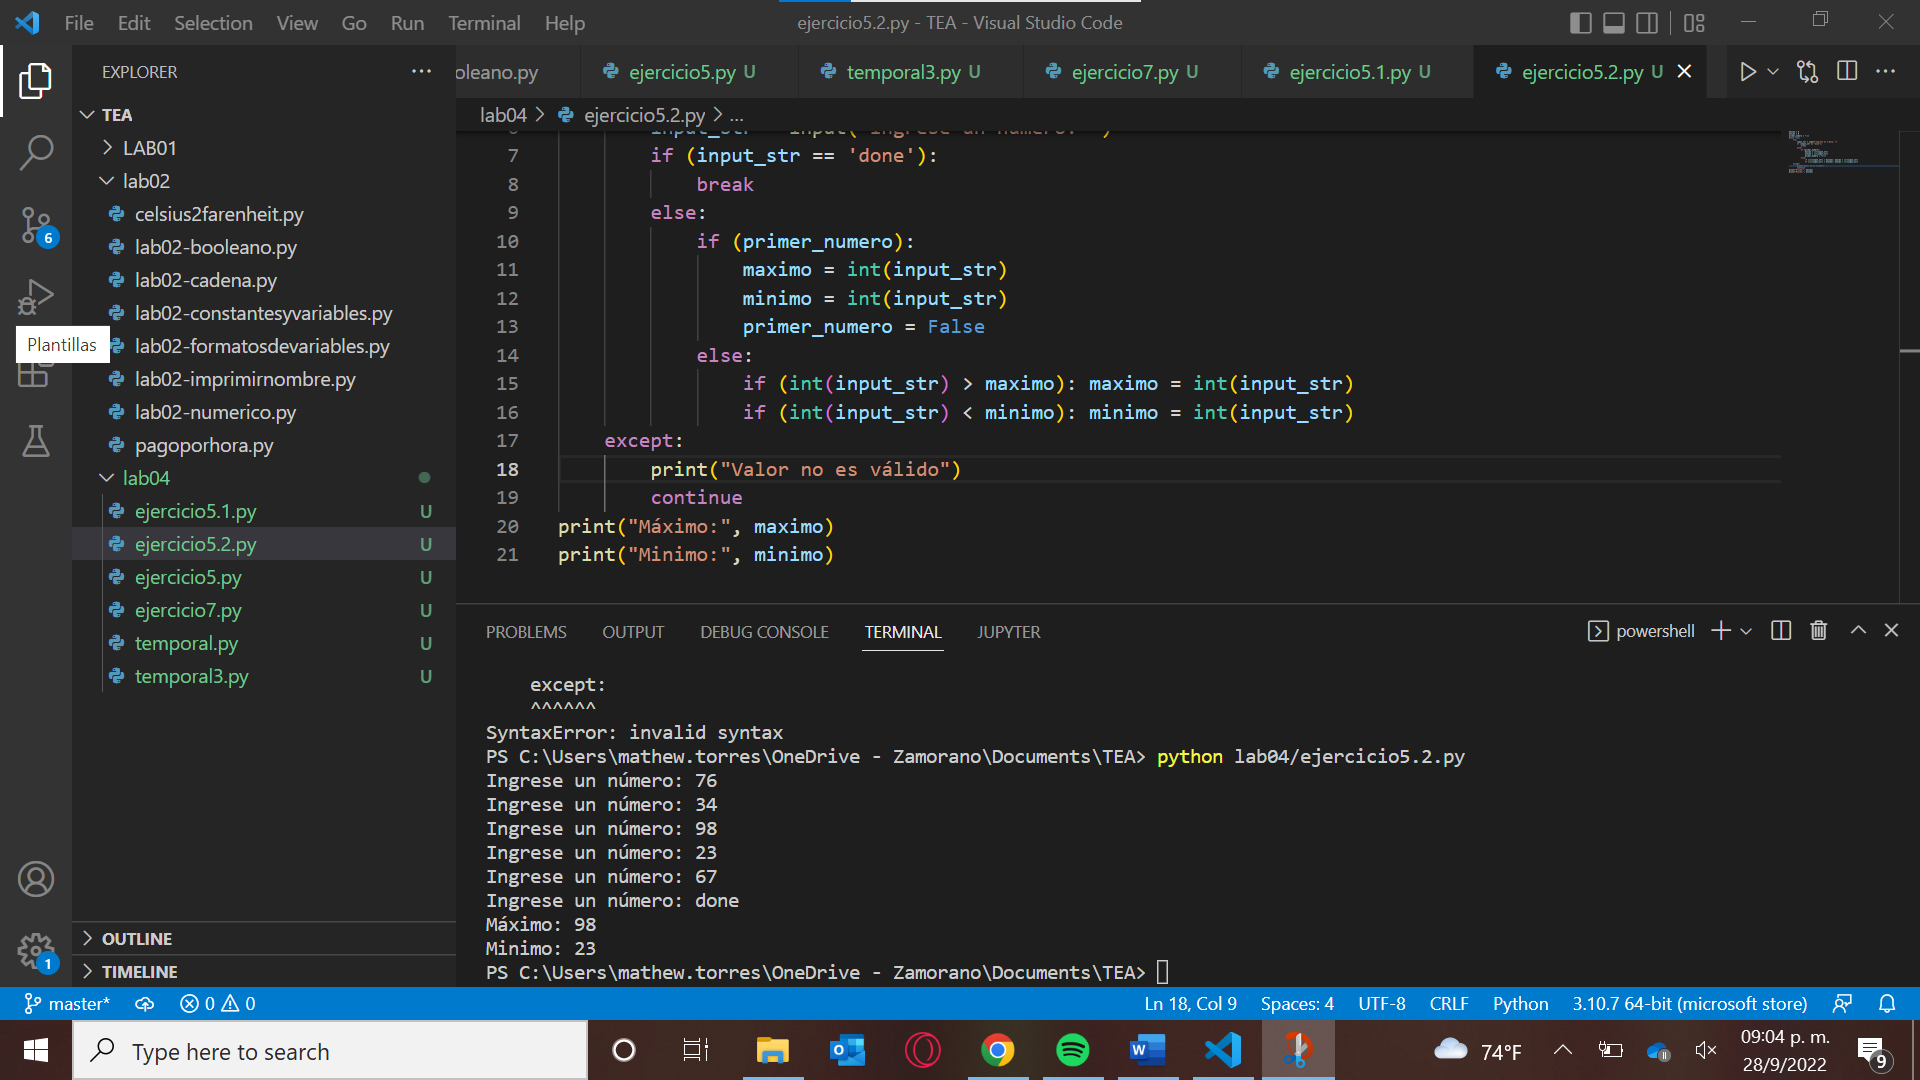 File Edit Selection View Go Run Terminal Help
ejercicio5.2.py - TEA - Visual Studio Code
EXPLORER
oleano.py
ejercicio5.py U
temporal3.py U
ejercicio7.py U
ejercicio5.1.py U
ejercicio5.2.py U
lab04 > ejercicio5.2.py > ...
TEA
LAB01
lab02
celsius2farenheit.py
lab02-booleano.py
lab02-cadena.py
lab02-constantesyvariables.py
Plantillas
lab02-formatosdevariables.py
lab02-imprimirnombre.py
lab02-numerico.py
pagoporhora.py
lab04
ejercicio5.1.py U
ejercicio5.2.py U
ejercicio5.py U
ejercicio7.py U
temporal.py U
temporal3.py U
OUTLINE
TIMELINE
6
1
7 if (input_str == 'done'):
8 break
9 else:
10 if (primer_numero):
11 maximo = int(input_str)
12 minimo = int(input_str)
13 primer_numero = False
14 else:
15 if (int(input_str) > maximo): maximo = int(input_str)
16 if (int(input_str) < minimo): minimo = int(input_str)
17 except:
18 print("Valor no es válido")
19 continue
20 print("Máximo:", maximo)
21 print("Minimo:", minimo)
PROBLEMS OUTPUT DEBUG CONSOLE TERMINAL JUPYTER
powershell
except:
^^^^^^
SyntaxError: invalid syntax
PS C:\Users\mathew.torres\OneDrive - Zamorano\Documents\TEA> python lab04/ejercicio5.2.py
Ingrese un número: 76
Ingrese un número: 34
Ingrese un número: 98
Ingrese un número: 23
Ingrese un número: 67
Ingrese un número: done
Máximo: 98
Minimo: 23
PS C:\Users\mathew.torres\OneDrive - Zamorano\Documents\TEA>
master* 0 0
Ln 18, Col 9 Spaces: 4 UTF-8 CRLF Python 3.10.7 64-bit (microsoft store)
Type here to search
74°F
09:04 p. m.
28/9/2022
9